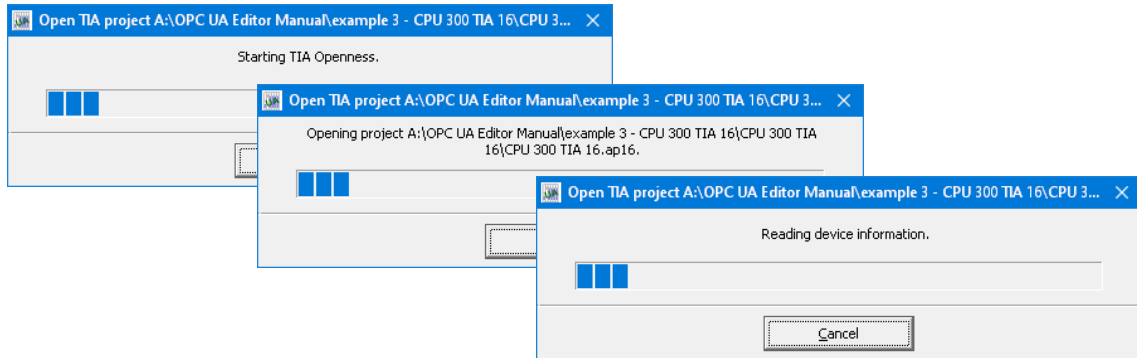 Open TIA project A:\OPC UA Editor Manual\example 3 - CPU 300 TIA 16\CPU 3...
Starting TIA Openness.
Open TIA project A:\OPC UA Editor Manual\example 3 - CPU 300 TIA 16\CPU 3...
Opening project A:\OPC UA Editor Manual\example 3 - CPU 300 TIA 16\CPU 300 TIA
16\CPU 300 TIA 16.ap16.
Open TIA project A:\OPC UA Editor Manual\example 3 - CPU 300 TIA 16\CPU 3...
Reading device information.
Cancel